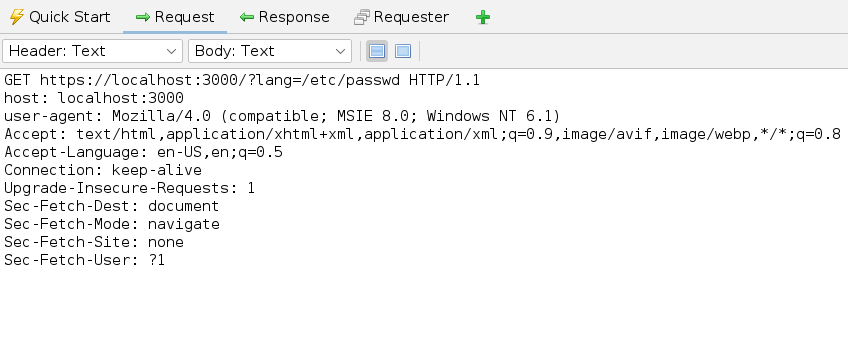 Quick Start Request Response Requester
Header: Text Body: Text
GET https://localhost:3000/?lang=/etc/passwd HTTP/1.1
host: localhost:3000
user-agent: Mozilla/4.0 (compatible; MSIE 8.0; Windows NT 6.1)
Accept: text/html,application/xhtml+xml,application/xml;q=0.9,image/avif,image/webp,*/*;q=0.8
Accept-Language: en-US,en;q=0.5
Connection: keep-alive
Upgrade-Insecure-Requests: 1
Sec-Fetch-Dest: document
Sec-Fetch-Mode: navigate
Sec-Fetch-Site: none
Sec-Fetch-User: ?1